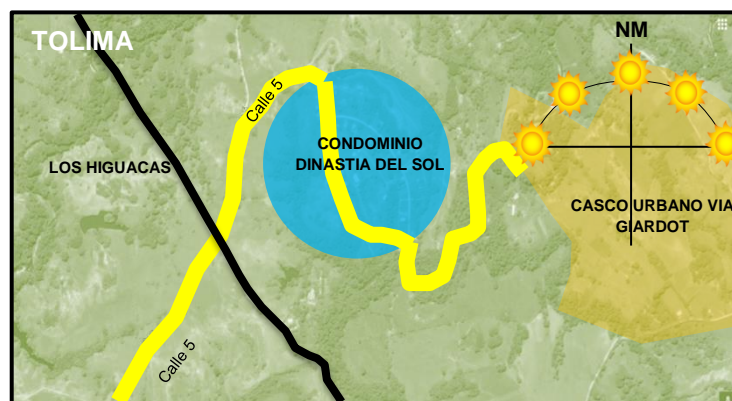 TOLIMA
NM
Calle 5
CONDOMINIO
DINASTIA DEL SOL
LOS HIGUACAS
CASCO URBANO VIA
GIARDOT
Calle 5